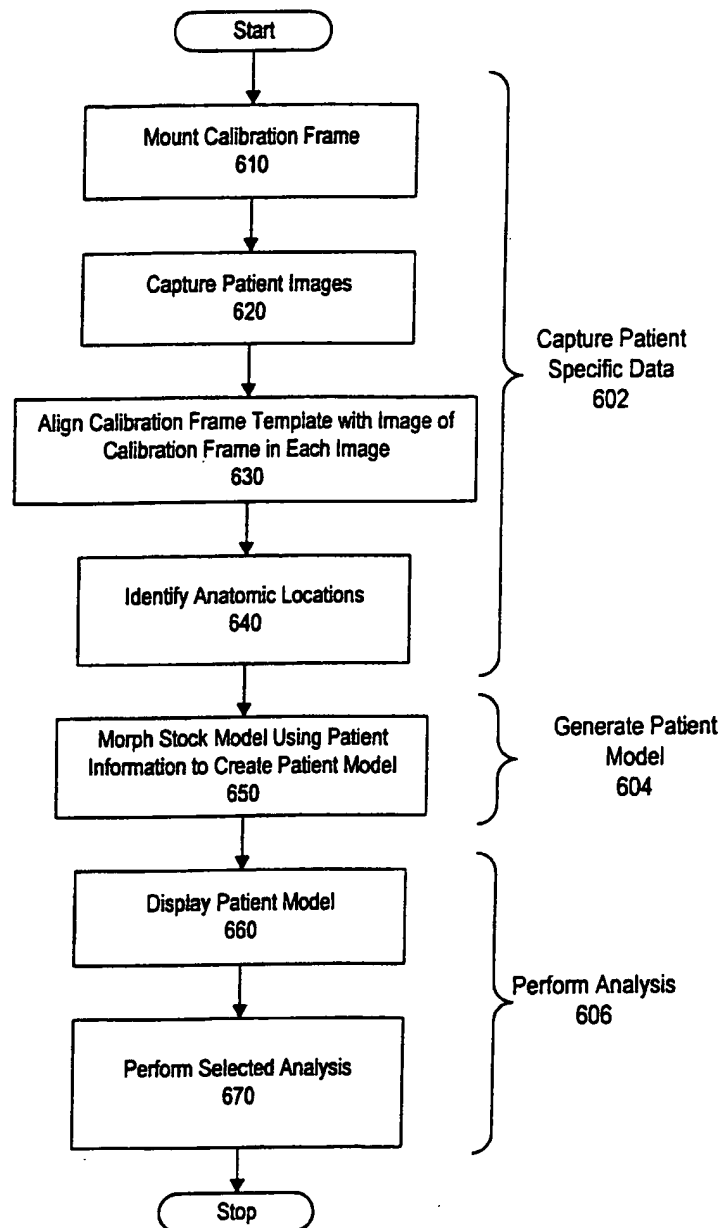 Start
Mount Calibration Frame
610
Capture Patient Images
620
Align Calibration Frame Template with Image of
Calibration Frame in Each Image
630
Identify Anatomic Locations
640
Capture Patient
Specific Data
602
Morph Stock Model Using Patient
Information to Create Patient Model
650
Generate Patient
Model
604
Display Patient Model
660
Perform Selected Analysis
670
Perform Analysis
606
Stop